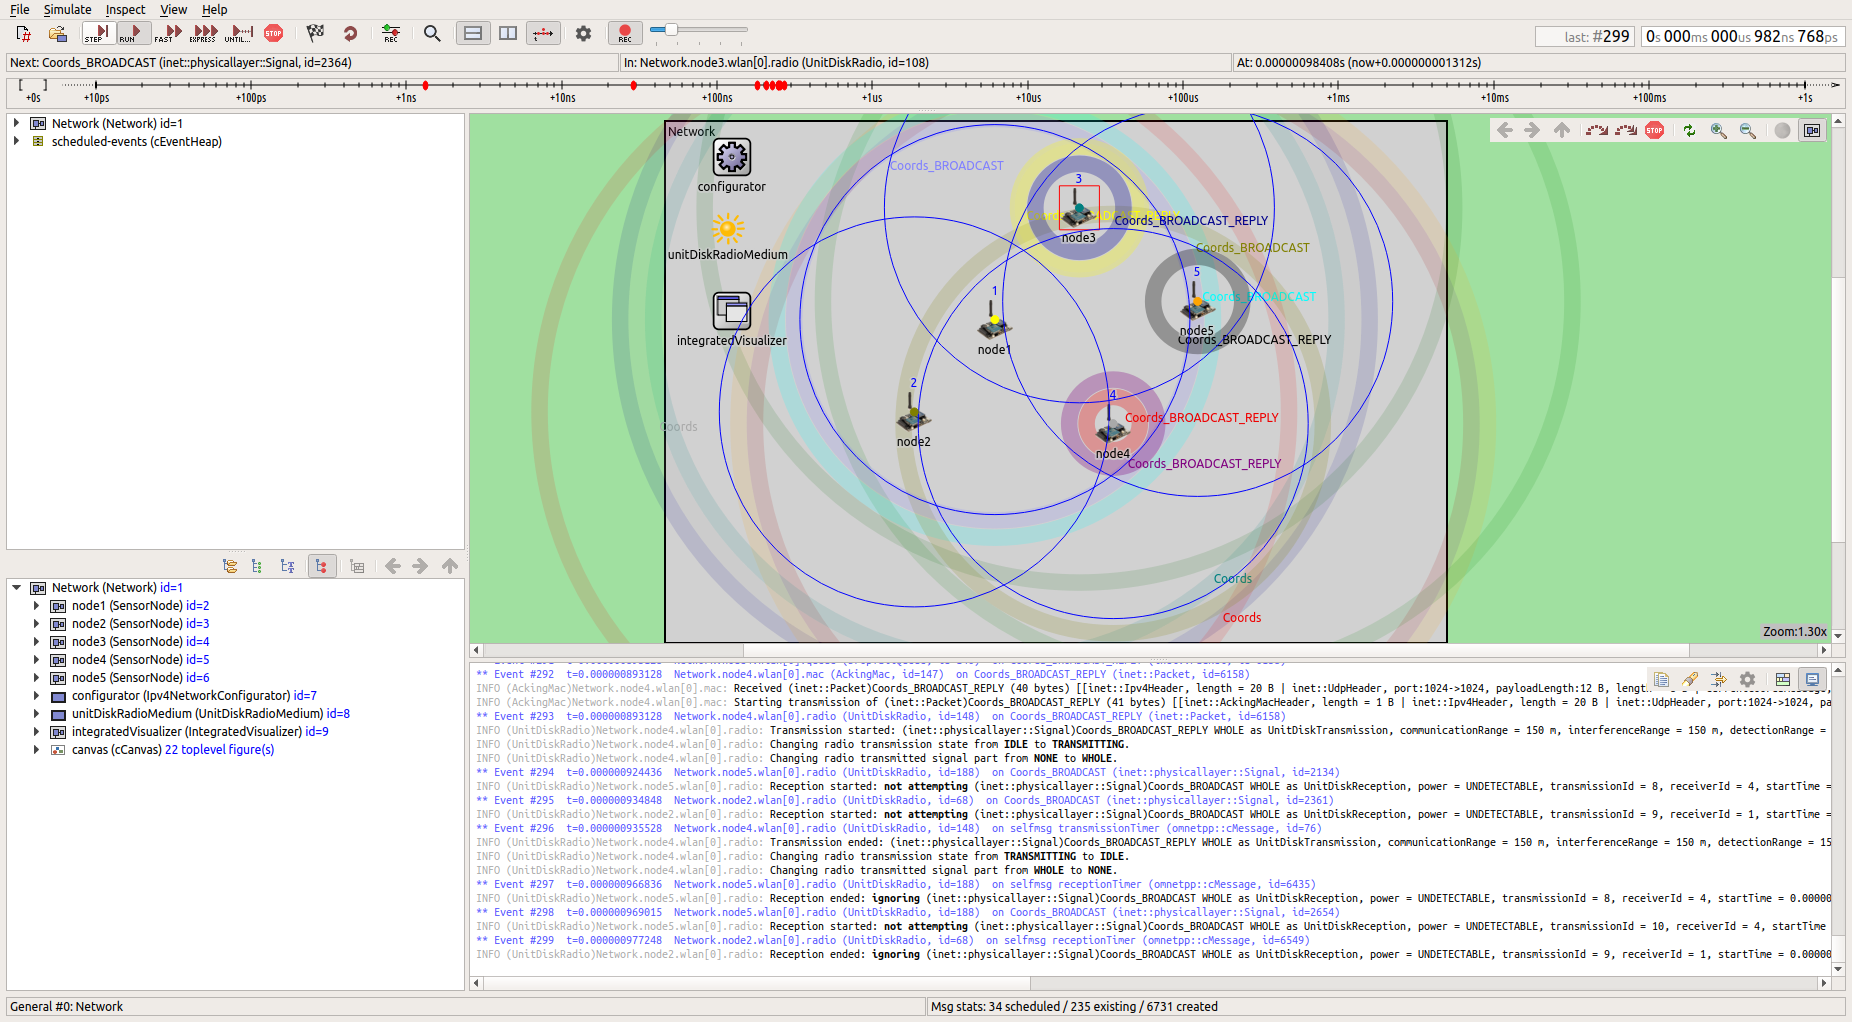 File Simulate Inspect View Help
STEP RUN FAST EXPRESS UNTIL... STOP REC REC
last: #299 0s 000ms 000us 982ns 768ps
Next: Coords_BROADCAST (inet::physicallayer::Signal, id=2364) In: Network.node3.wlan[0].radio (UnitDiskRadio, id=108) At: 0.00000098408s (now+0.000000001312s)
+0s +10ps +100ps +1ns +10ns +100ns +1us +10us +100us +1ms +10ms +100ms +1s
Network (Network) id=1
scheduled-events (cEventHeap)
Network (Network) id=1
node1 (SensorNode) id=2
node2 (SensorNode) id=3
node3 (SensorNode) id=4
node4 (SensorNode) id=5
node5 (SensorNode) id=6
configurator (Ipv4NetworkConfigurator) id=7
unitDiskRadioMedium (UnitDiskRadioMedium) id=8
integratedVisualizer (IntegratedVisualizer) id=9
canvas (cCanvas) 22 toplevel figure(s)
Network
STOP
configurator
unitDiskRadioMedium
integratedVisualizer
Coords_BROADCAST
3
Coords_BROADCAST_REPLY
node3
Coords_BROADCAST
5
Coords_BROADCAST
node5
Coords_BROADCAST_REPLY
1
node1
2
node2
4
Coords_BROADCAST_REPLY
node4
Coords_BROADCAST_REPLY
Coords
Coords
Coords
Zoom:1.30x
** Event #292 t=0.000000893128 Network.node4.wlan[0].mac (AckingMac, id=147) on Coords_BROADCAST_REPLY (inet::Packet, id=6158)
INFO (AckingMac)Network.node4.wlan[0].mac: Received (inet::Packet)Coords_BROADCAST_REPLY (40 bytes) [[inet::Ipv4Header, length = 20 B | inet::UdpHeader, port:1024->1024, payloadLength:12 B, length
INFO (AckingMac)Network.node4.wlan[0].mac: Starting transmission of (inet::Packet)Coords_BROADCAST_REPLY (41 bytes) [[inet::AckingMacHeader, length = 1 B | inet::Ipv4Header, length = 20 B | inet::UdpHeader, port:1024->1024, pa
** Event #293 t=0.000000893128 Network.node4.wlan[0].radio (UnitDiskRadio, id=148) on Coords_BROADCAST_REPLY (inet::Packet, id=6158)
INFO (UnitDiskRadio)Network.node4.wlan[0].radio: Transmission started: (inet::physicallayer::Signal)Coords_BROADCAST_REPLY WHOLE as UnitDiskTransmission, communicationRange = 150 m, interferenceRange = 150 m, detectionRange =
INFO (UnitDiskRadio)Network.node4.wlan[0].radio: Changing radio transmission state from IDLE to TRANSMITTING.
INFO (UnitDiskRadio)Network.node4.wlan[0].radio: Changing radio transmitted signal part from NONE to WHOLE.
** Event #294 t=0.000000924436 Network.node5.wlan[0].radio (UnitDiskRadio, id=188) on Coords_BROADCAST (inet::physicallayer::Signal, id=2134)
INFO (UnitDiskRadio)Network.node5.wlan[0].radio: Reception started: not attempting (inet::physicallayer::Signal)Coords_BROADCAST WHOLE as UnitDiskReception, power = UNDETECTABLE, transmissionId = 8, receiverId = 4, startTime =
** Event #295 t=0.000000934848 Network.node2.wlan[0].radio (UnitDiskRadio, id=68) on Coords_BROADCAST (inet::physicallayer::Signal, id=2361)
INFO (UnitDiskRadio)Network.node2.wlan[0].radio: Reception started: not attempting (inet::physicallayer::Signal)Coords_BROADCAST WHOLE as UnitDiskReception, power = UNDETECTABLE, transmissionId = 9, receiverId = 1, startTime =
** Event #296 t=0.000000935528 Network.node4.wlan[0].radio (UnitDiskRadio, id=148) on selfmsg transmissionTimer (omnetpp::cMessage, id=76)
INFO (UnitDiskRadio)Network.node4.wlan[0].radio: Transmission ended: (inet::physicallayer::Signal)Coords_BROADCAST_REPLY WHOLE as UnitDiskTransmission, communicationRange = 150 m, interferenceRange = 150 m, detectionRange = 15
INFO (UnitDiskRadio)Network.node4.wlan[0].radio: Changing radio transmission state from TRANSMITTING to IDLE.
INFO (UnitDiskRadio)Network.node4.wlan[0].radio: Changing radio transmitted signal part from WHOLE to NONE.
** Event #297 t=0.000000966836 Network.node5.wlan[0].radio (UnitDiskRadio, id=188) on selfmsg receptionTimer (omnetpp::cMessage, id=6435)
INFO (UnitDiskRadio)Network.node5.wlan[0].radio: Reception ended: ignoring (inet::physicallayer::Signal)Coords_BROADCAST WHOLE as UnitDiskReception, power = UNDETECTABLE, transmissionId = 8, receiverId = 4, startTime = 0.00000
** Event #298 t=0.000000969015 Network.node5.wlan[0].radio (UnitDiskRadio, id=188) on Coords_BROADCAST (inet::physicallayer::Signal, id=2654)
INFO (UnitDiskRadio)Network.node5.wlan[0].radio: Reception started: not attempting (inet::physicallayer::Signal)Coords_BROADCAST WHOLE as UnitDiskReception, power = UNDETECTABLE, transmissionId = 10, receiverId = 4, startTime
** Event #299 t=0.000000977248 Network.node2.wlan[0].radio (UnitDiskRadio, id=68) on selfmsg receptionTimer (omnetpp::cMessage, id=6549)
INFO (UnitDiskRadio)Network.node2.wlan[0].radio: Reception ended: ignoring (inet::physicallayer::Signal)Coords_BROADCAST WHOLE as UnitDiskReception, power = UNDETECTABLE, transmissionId = 9, receiverId = 1, startTime = 0.00000
General #0: Network Msg stats: 34 scheduled / 235 existing / 6731 created